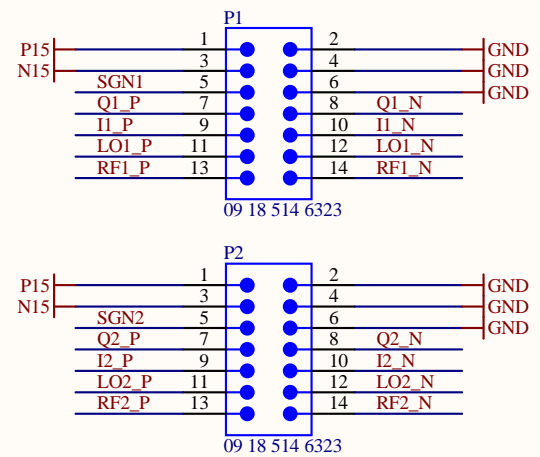 P1
P15 1 2 GND
N15 3 4 GND
SGN1 5 6 GND
Q1_P 7 8 Q1_N
I1_P 9 10 I1_N
LO1_P 11 12 LO1_N
RF1_P 13 14 RF1_N
09 18 514 6323
P2
P15 1 2 GND
N15 3 4 GND
SGN2 5 6 GND
Q2_P 7 8 Q2_N
I2_P 9 10 I2_N
LO2_P 11 12 LO2_N
RF2_P 13 14 RF2_N
09 18 514 6323